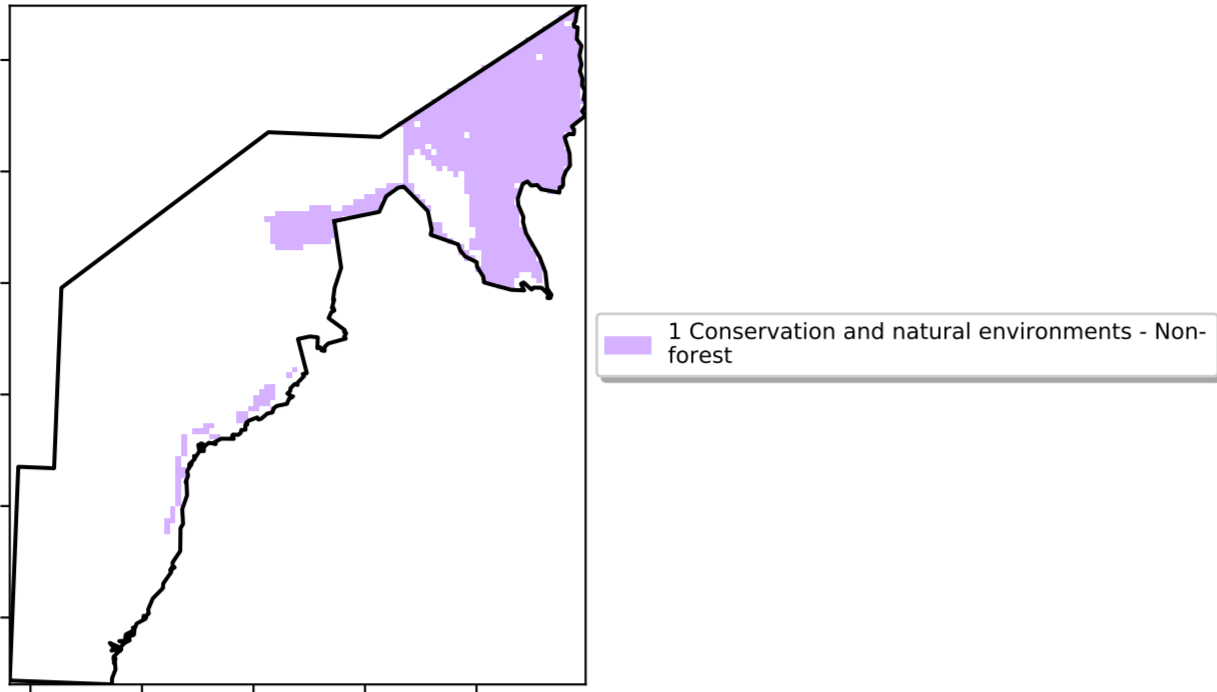 1 Conservation and natural environments - Non-
forest